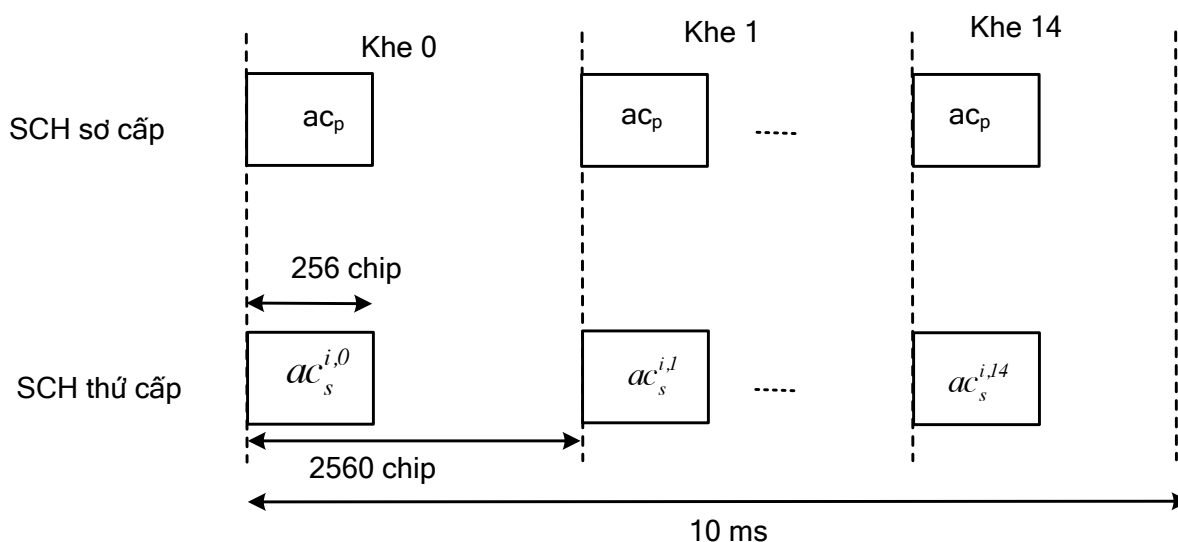 Khe 0
Khe 1
Khe 14
SCH sơ cấp
ac_p
ac_p
.....
ac_p
256 chip
SCH thứ cấp
ac_s^{i,0}
ac_s^{i,1}
.....
ac_s^{i,14}
2560 chip
10 ms